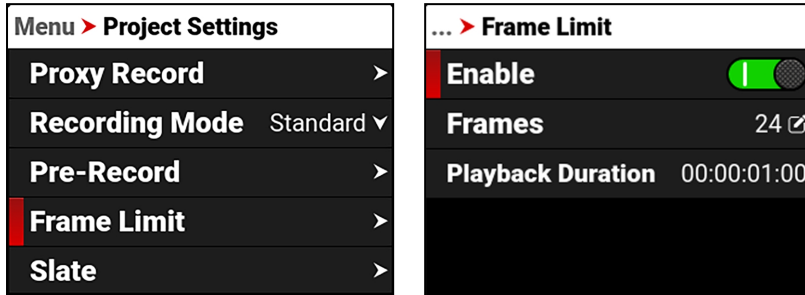 Menu > Project Settings
Proxy Record
Recording Mode Standard
Pre-Record
Frame Limit
Slate
... > Frame Limit
Enable
Frames 24
Playback Duration 00:00:01:00